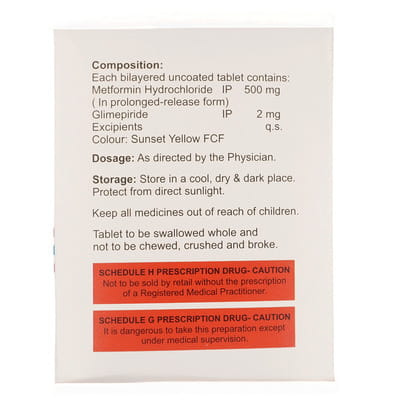 Composition:
Each bilayered uncoated tablet contains:
Metformin Hydrochloride IP 500 mg
( In prolonged-release form)
Glimepiride IP 2 mg
Excipients q.s.
Colour: Sunset Yellow FCF
Dosage: As directed by the Physician.
Storage: Store in a cool, dry & dark place.
Protect from direct sunlight.
Keep all medicines out of reach of children.
Tablet to be swallowed whole and
not to be chewed, crushed and broke.
SCHEDULE H PRESCRIPTION DRUG- CAUTION
Not to be sold by retail without the prescription
of a Registered Medical Practitioner.
SCHEDULE G PRESCRIPTION DRUG- CAUTION
It is dangerous to take this preparation except
under medical supervision.